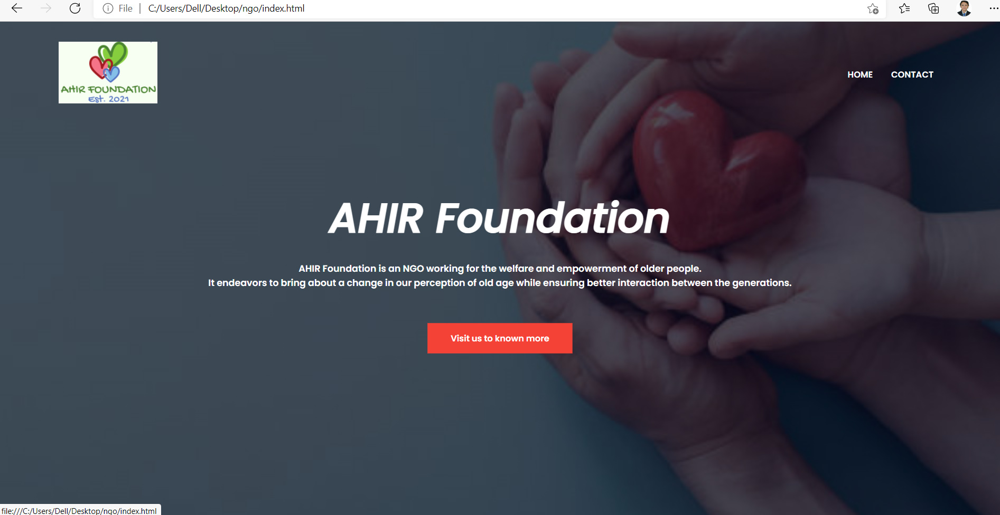 File | C:/Users/Dell/Desktop/ngo/index.html
AHIR FOUNDATION
EST. 2021
HOME CONTACT
AHIR Foundation
AHIR Foundation is an NGO working for the welfare and empowerment of older people.
It endeavors to bring about a change in our perception of old age while ensuring better interaction between the generations.
Visit us to known more
file:///C:/Users/Dell/Desktop/ngo/index.html